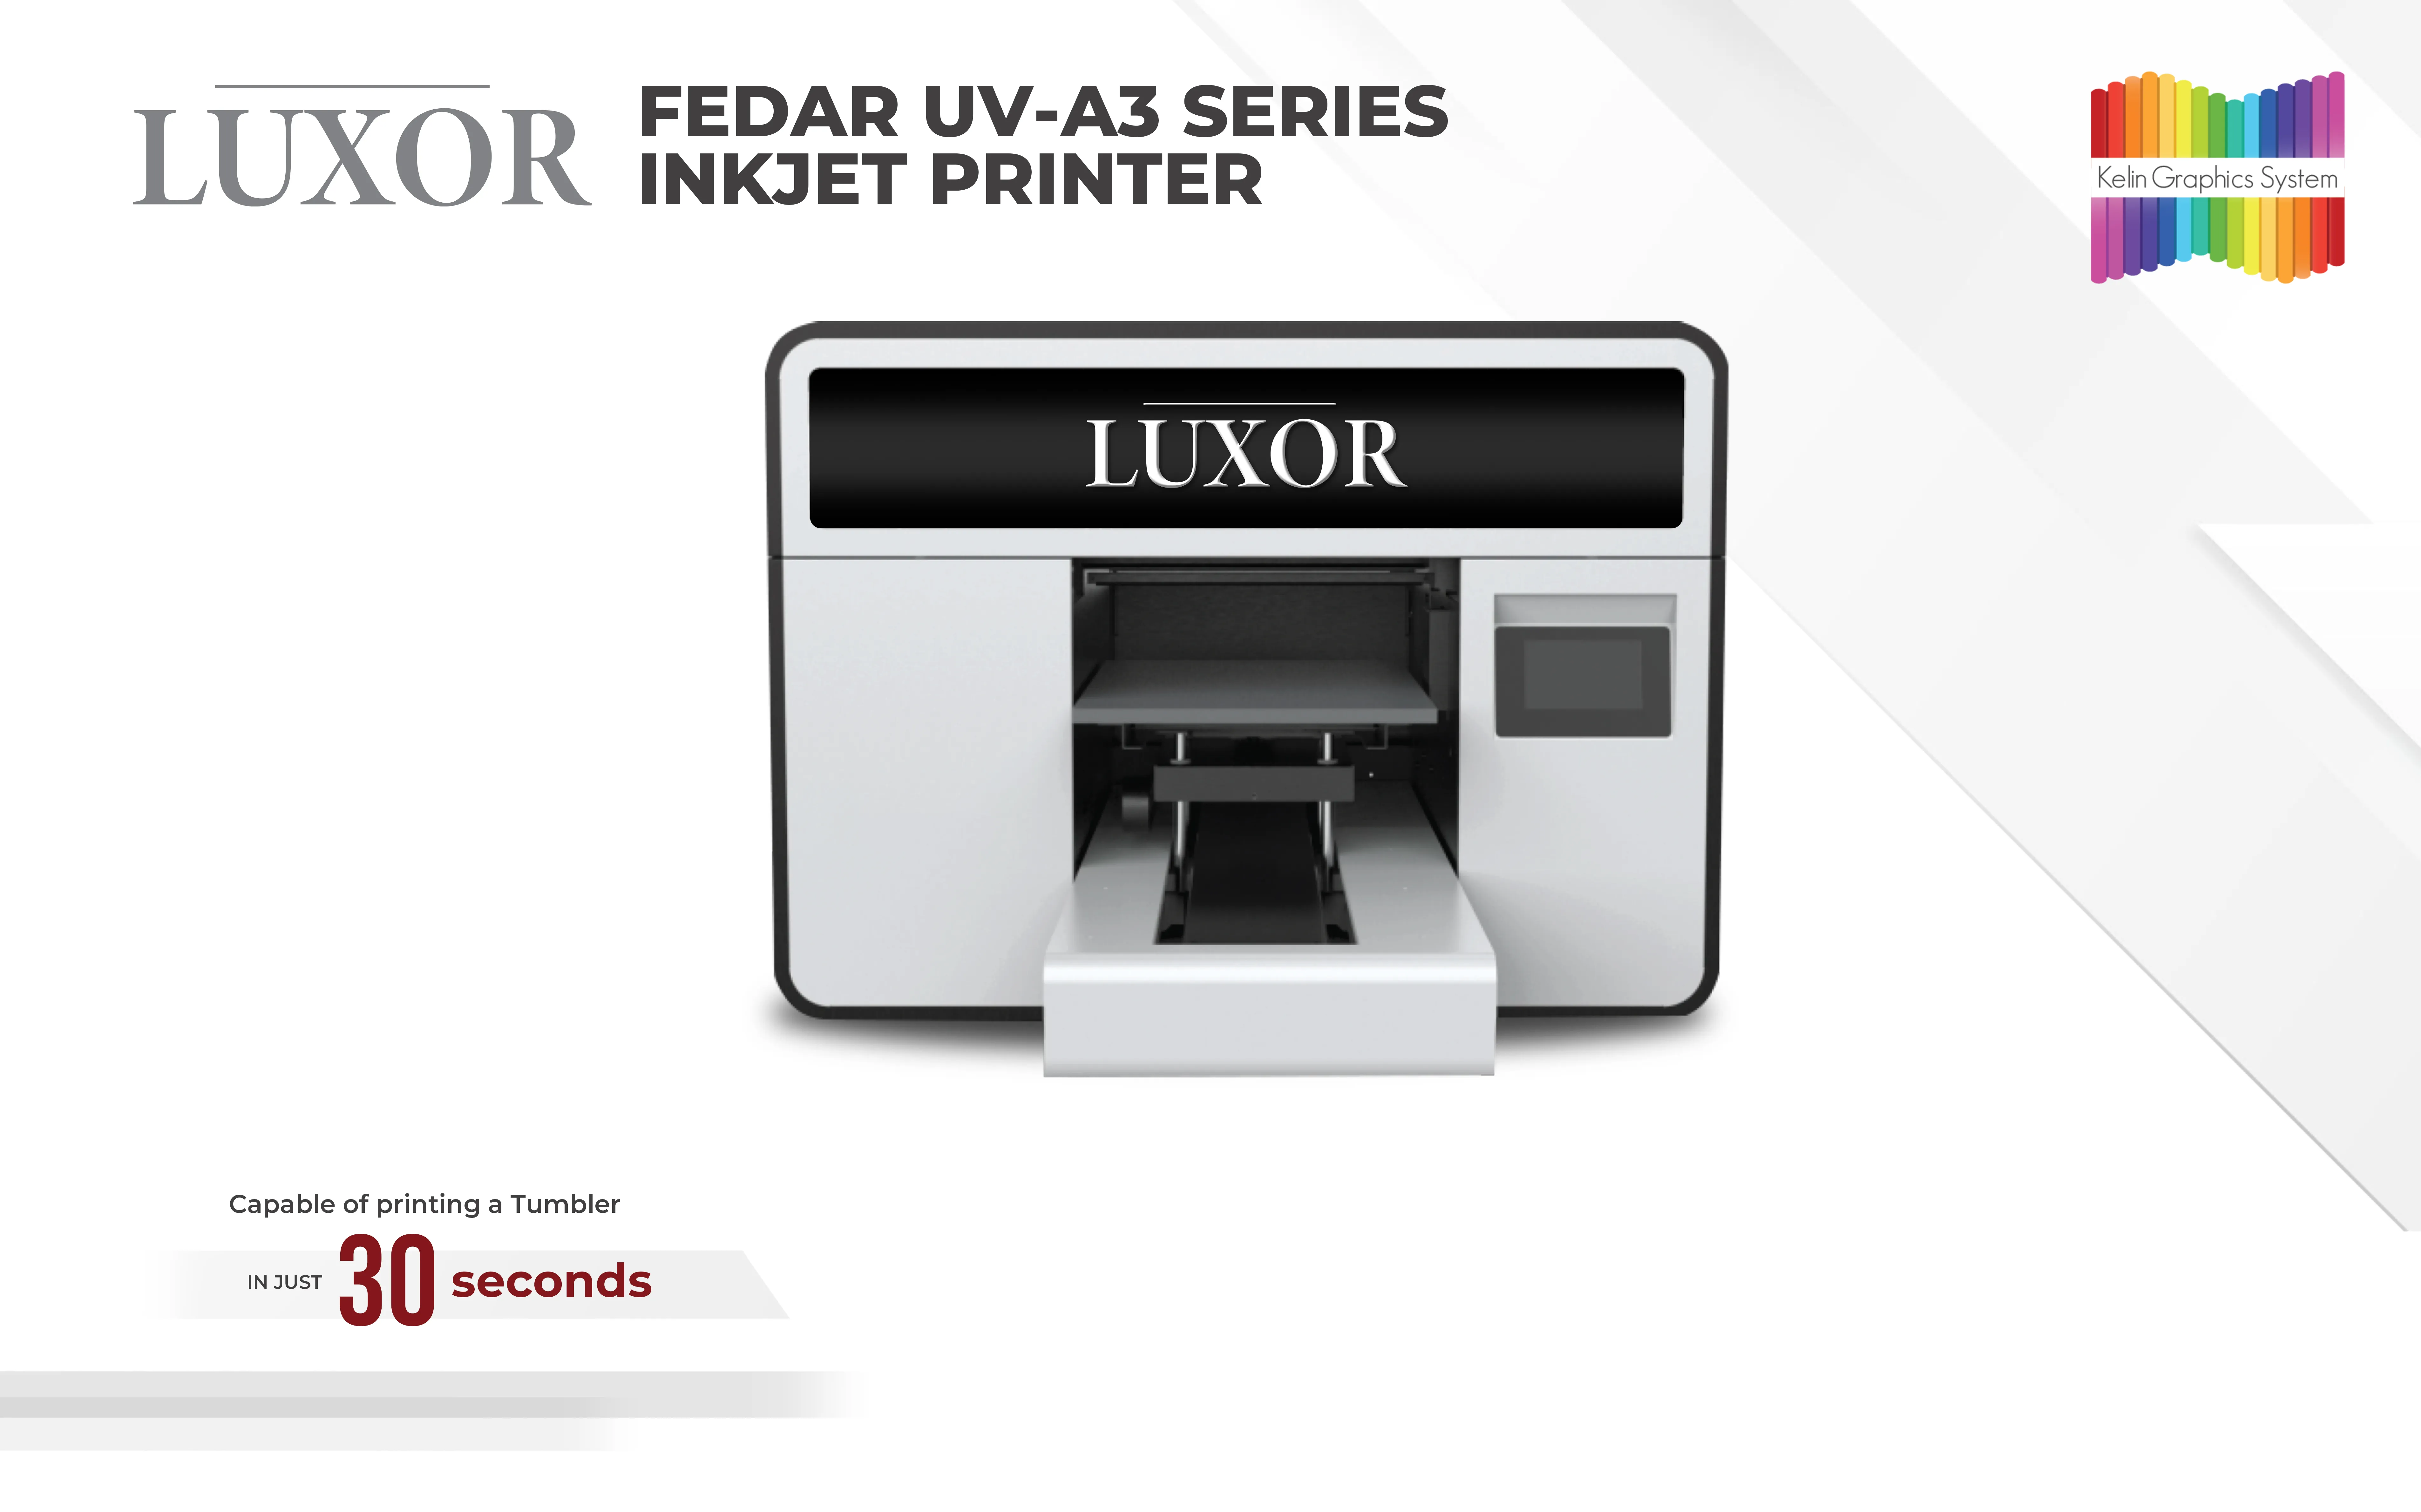 LUXOR
FEDAR UV-A3 SERIES
INKJET PRINTER
Kelin Graphics System
LUXOR
Capable of printing a Tumbler
IN JUST 30 seconds